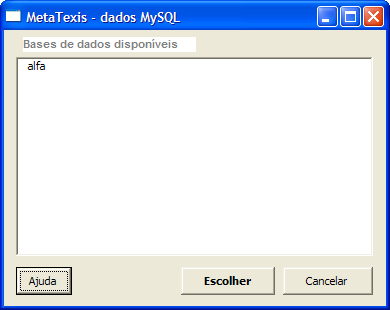 MetaTexis - dados MySQL
Bases de dados disponíveis
alfa
Ajuda
Escolher
Cancelar